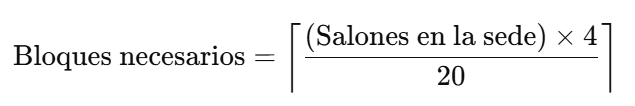 Bloques necesarios = ⌈(Salones en la sede) × 4 / 20⌉